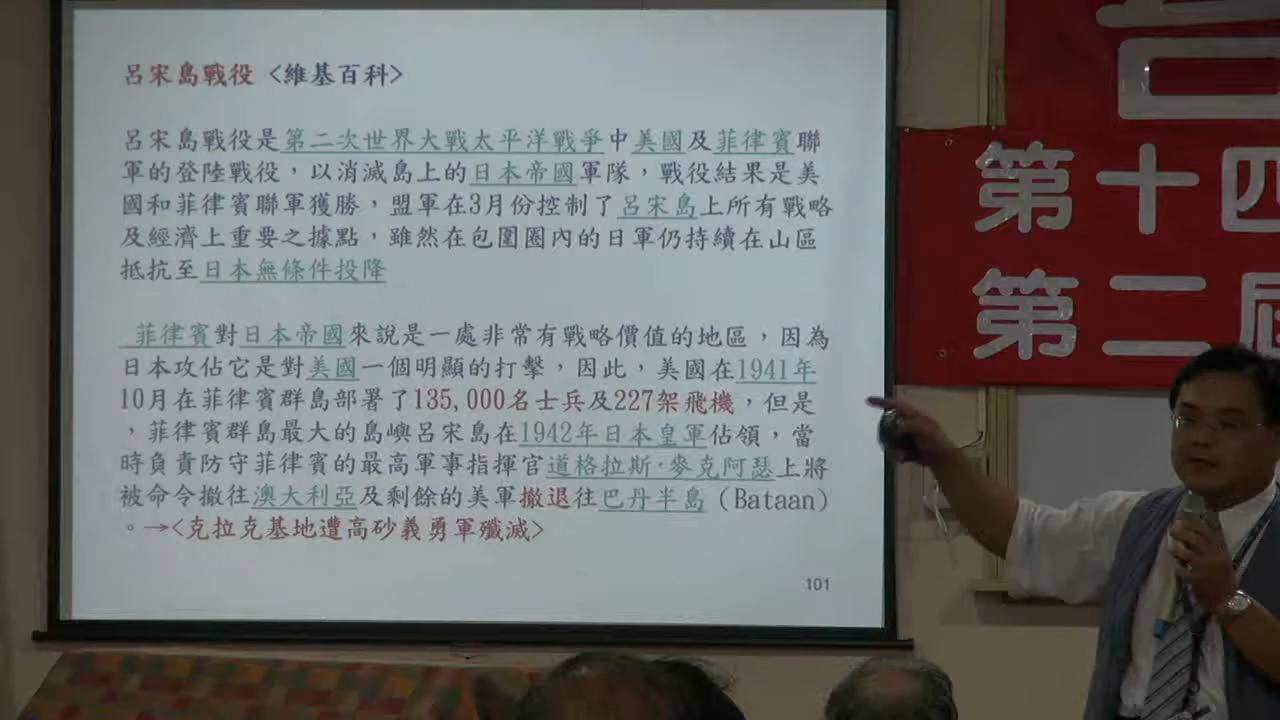 呂宋島戰役 <維基百科>
呂宋島戰役是第二次世界大戰太平洋戰爭中美國及菲律賓聯
軍的登陸戰役，以消滅島上的日本帝國軍隊，戰役結果是美
國和菲律賓聯軍獲勝，盟軍在3月份控制了呂宋島上所有戰略
及經濟上重要之據點，雖然在包圍圈內的日軍仍持續在山區
抵抗至日本無條件投降
菲律賓對日本帝國來說是一處非常有戰略價值的地區，因為
日本攻佔它是對美國一個明顯的打擊，因此，美國在1941年
10月在菲律賓群島部署了135,000名士兵及227架飛機，但是
，菲律賓群島最大的島嶼呂宋島在1942年日本皇軍佔領，當
時負責防守菲律賓的最高軍事指揮官道格拉斯·麥克阿瑟上將
被命令撤往澳大利亞及剩餘的美軍撤退往巴丹半島（Bataan）
。→<克拉克基地遭高砂義勇軍殲滅>
101
第十四
第二屆